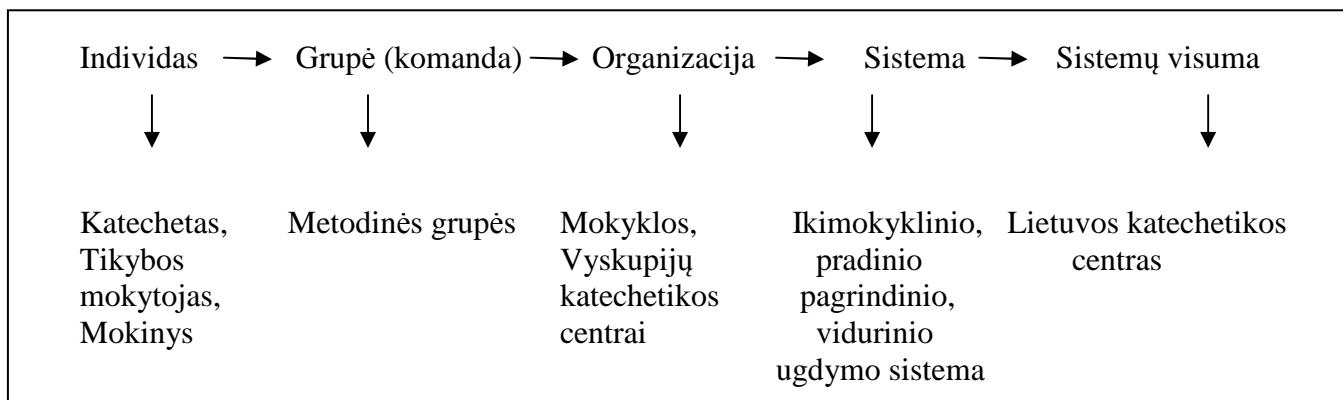 Individas Grupė (komanda) Organizacija Sistema Sistemų visuma
Katechetas,
Tikybos
mokytojas,
Mokinys
Metodinės grupės
Mokyklos,
Vyskupijų
katechetikos
centrai
Ikimokyklinio,
pradinio
pagrindinio,
vidurinio
ugdymo sistema
Lietuvos katechetikos
centras